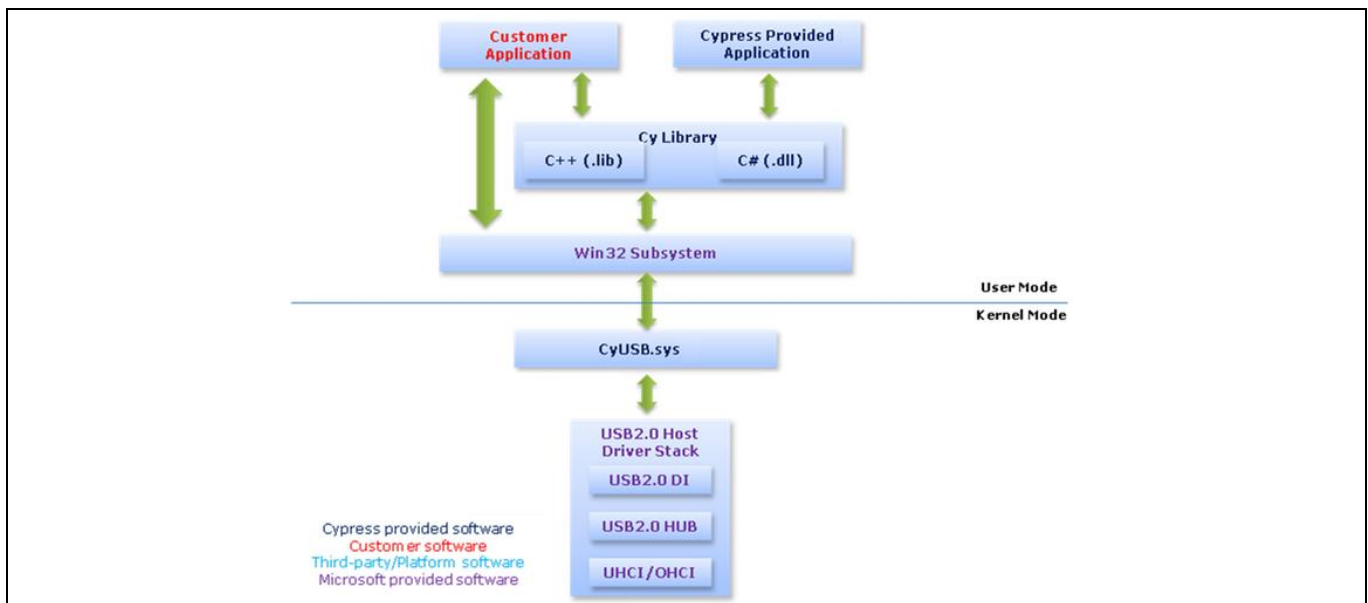 Customer
Application
Cypress Provided
Application
Cy Library
C++ (.lib)
C# (.dll)
Win32 Subsystem
User Mode
Kernel Mode
CyUSB.sys
USB2.0 Host
Driver Stack
USB2.0 DI
USB2.0 HUB
UHCI/OHCI
Cypress provided software
Customer software
Third-party/Platform software
Microsoft provided software